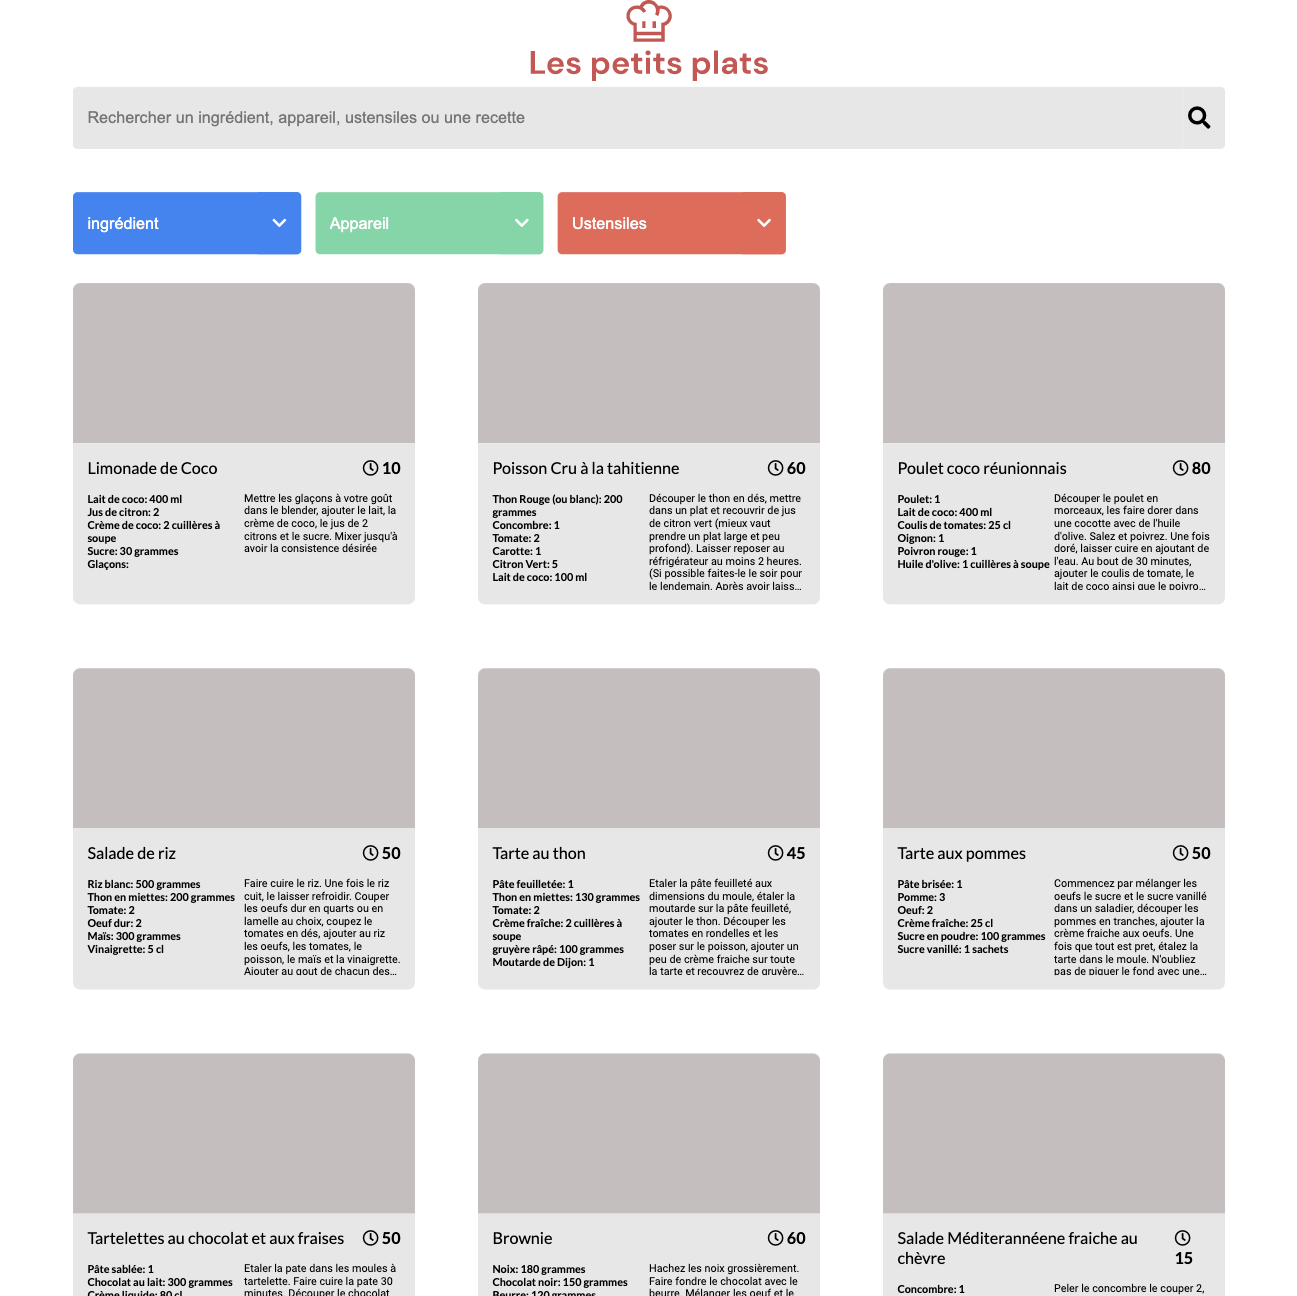 Les petits plats
Rechercher un ingrédient, appareil, ustensiles ou une recette
ingrédient
Appareil
Ustensiles
Limonade de Coco
10
Lait de coco: 400 ml
Jus de citron: 2
Crème de coco: 2 cuillères à
soupe
Sucre: 30 grammes
Glaçons:
Mettre les glaçons à votre goût
dans le blender, ajouter le lait, la
crème de coco, le jus de 2
citrons et le sucre. Mixer jusqu'à
avoir la consistence désirée
Poisson Cru à la tahitienne
60
Thon Rouge (ou blanc): 200
grammes
Concombre: 1
Tomate: 2
Carotte: 1
Citron Vert: 5
Lait de coco: 100 ml
Découper le thon en dés, mettre
dans un plat et recouvrir de jus
de citron vert (mieux vaut
prendre un plat large et peu
profond). Laisser reposer au
réfrigérateur au moins 2 heures.
(Si possible faites-le le soir pour
le lendemain. Après avoir laiss…
Poulet coco réunionnais
80
Poulet: 1
Lait de coco: 400 ml
Coulis de tomates: 25 cl
Oignon: 1
Poivron rouge: 1
Huile d'olive: 1 cuillères à soupe
Découper le poulet en
morceaux, les faire dorer dans
une cocotte avec de l'huile
d'olive. Salez et poivrez. Une fois
doré, laisser cuire en ajoutant de
l'eau. Au bout de 30 minutes,
ajouter le coulis de tomate, le
lait de coco ainsi que le poivro…
Salade de riz
50
Riz blanc: 500 grammes
Thon en miettes: 200 grammes
Tomate: 2
Oeuf dur: 2
Maïs: 300 grammes
Vinaigrette: 5 cl
Faire cuire le riz. Une fois le riz
cuit, le laisser refroidir. Couper
les oeufs dur en quarts ou en
lamelle au choix, coupez le
tomates en dés, ajouter au riz
les oeufs, les tomates, le
poisson, le maïs et la vinaigrette.
Ajouter au gout de chacun des…
Tarte au thon
45
Pâte feuilletée: 1
Thon en miettes: 130 grammes
Tomate: 2
Crème fraîche: 2 cuillères à
soupe
gruyère râpé: 100 grammes
Moutarde de Dijon: 1
Etaler la pâte feuilleté aux
dimensions du moule, étaler la
moutarde sur la pâte feuilleté,
ajouter le thon. Découper les
tomates en rondelles et les
poser sur le poisson, ajouter un
peu de crème fraiche sur toute
la tarte et recouvrez de gruyère…
Tarte aux pommes
50
Pâte brisée: 1
Pomme: 3
Oeuf: 2
Crème fraîche: 25 cl
Sucre en poudre: 100 grammes
Sucre vanillé: 1 sachets
Commencez par mélanger les
oeufs le sucre et le sucre vanillé
dans un saladier, découper les
pommes en tranches, ajouter la
crème fraiche aux oeufs. Une
fois que tout est pret, étalez la
tarte dans le moule. N'oubliez
pas de piquer le fond avec une…
Tartelettes au chocolat et aux fraises
50
Pâte sablée: 1
Chocolat au lait: 300 grammes
Crème liquide: 80 cl
Etaler la pate dans les moules à
tartelette. Faire cuire la pate 30
minutes. Découper le chocolat
Brownie
60
Noix: 180 grammes
Chocolat noir: 150 grammes
Beurre: 120 grammes
Hachez les noix grossièrement.
Faire fondre le chocolat avec le
beurre. Mélanger les oeuf et le
Salade Méditerannéene fraiche au
chèvre
15
Concombre: 1
Peler le concombre le couper 2,